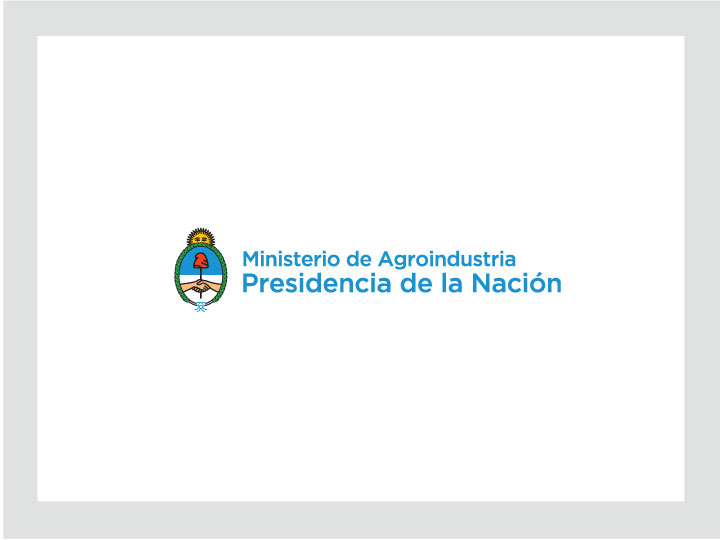 Ministerio de Agroindustria
Presidencia de la Nación